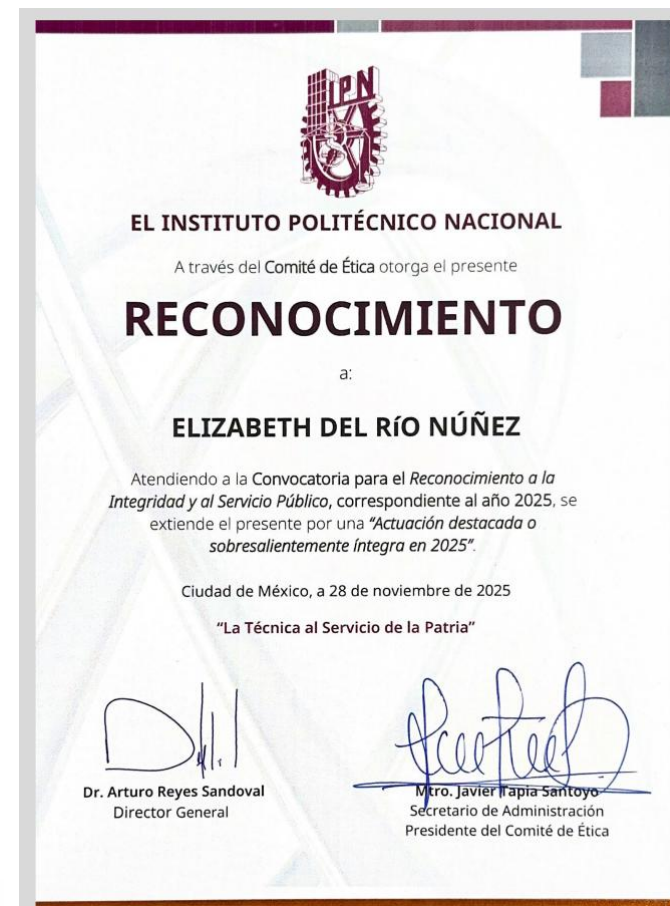 IPN
EL INSTITUTO POLITÉCNICO NACIONAL
A través del Comité de Ética otorga el presente
RECONOCIMIENTO
a:
ELIZABETH DEL RíO NÚÑEZ
Atendiendo a la Convocatoria para el Reconocimiento a la
Integridad y al Servicio Público, correspondiente al año 2025, se
extiende el presente por una “Actuación destacada o
sobresalientemente íntegra en 2025”.
Ciudad de México, a 28 de noviembre de 2025
“La Técnica al Servicio de la Patria”
Dr. Arturo Reyes Sandoval
Director General
Mtro. Javier Tapia Santoyo
Secretario de Administración
Presidente del Comité de Ética